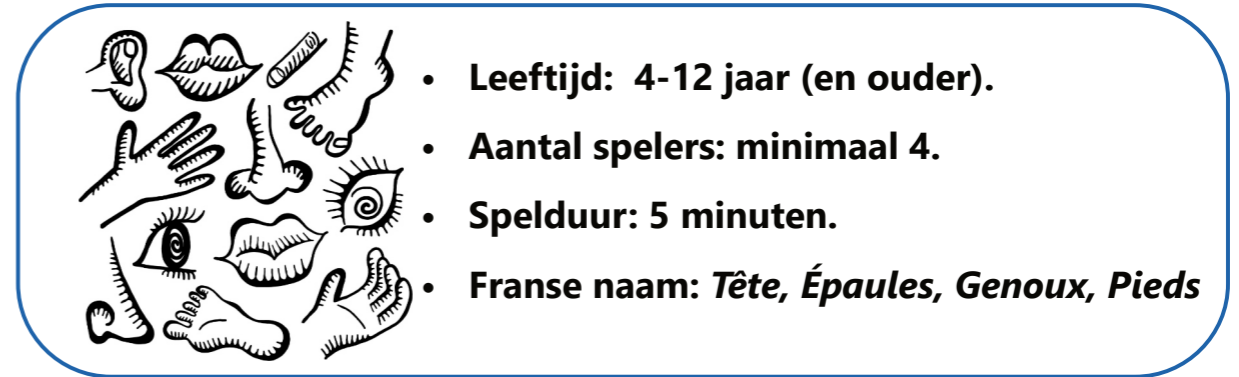 • Leeftijd:  4-12 jaar (en ouder).
• Aantal spelers: minimaal 4.
• Spelduur: 5 minuten.
• Franse naam: Tête, Épaules, Genoux, Pieds